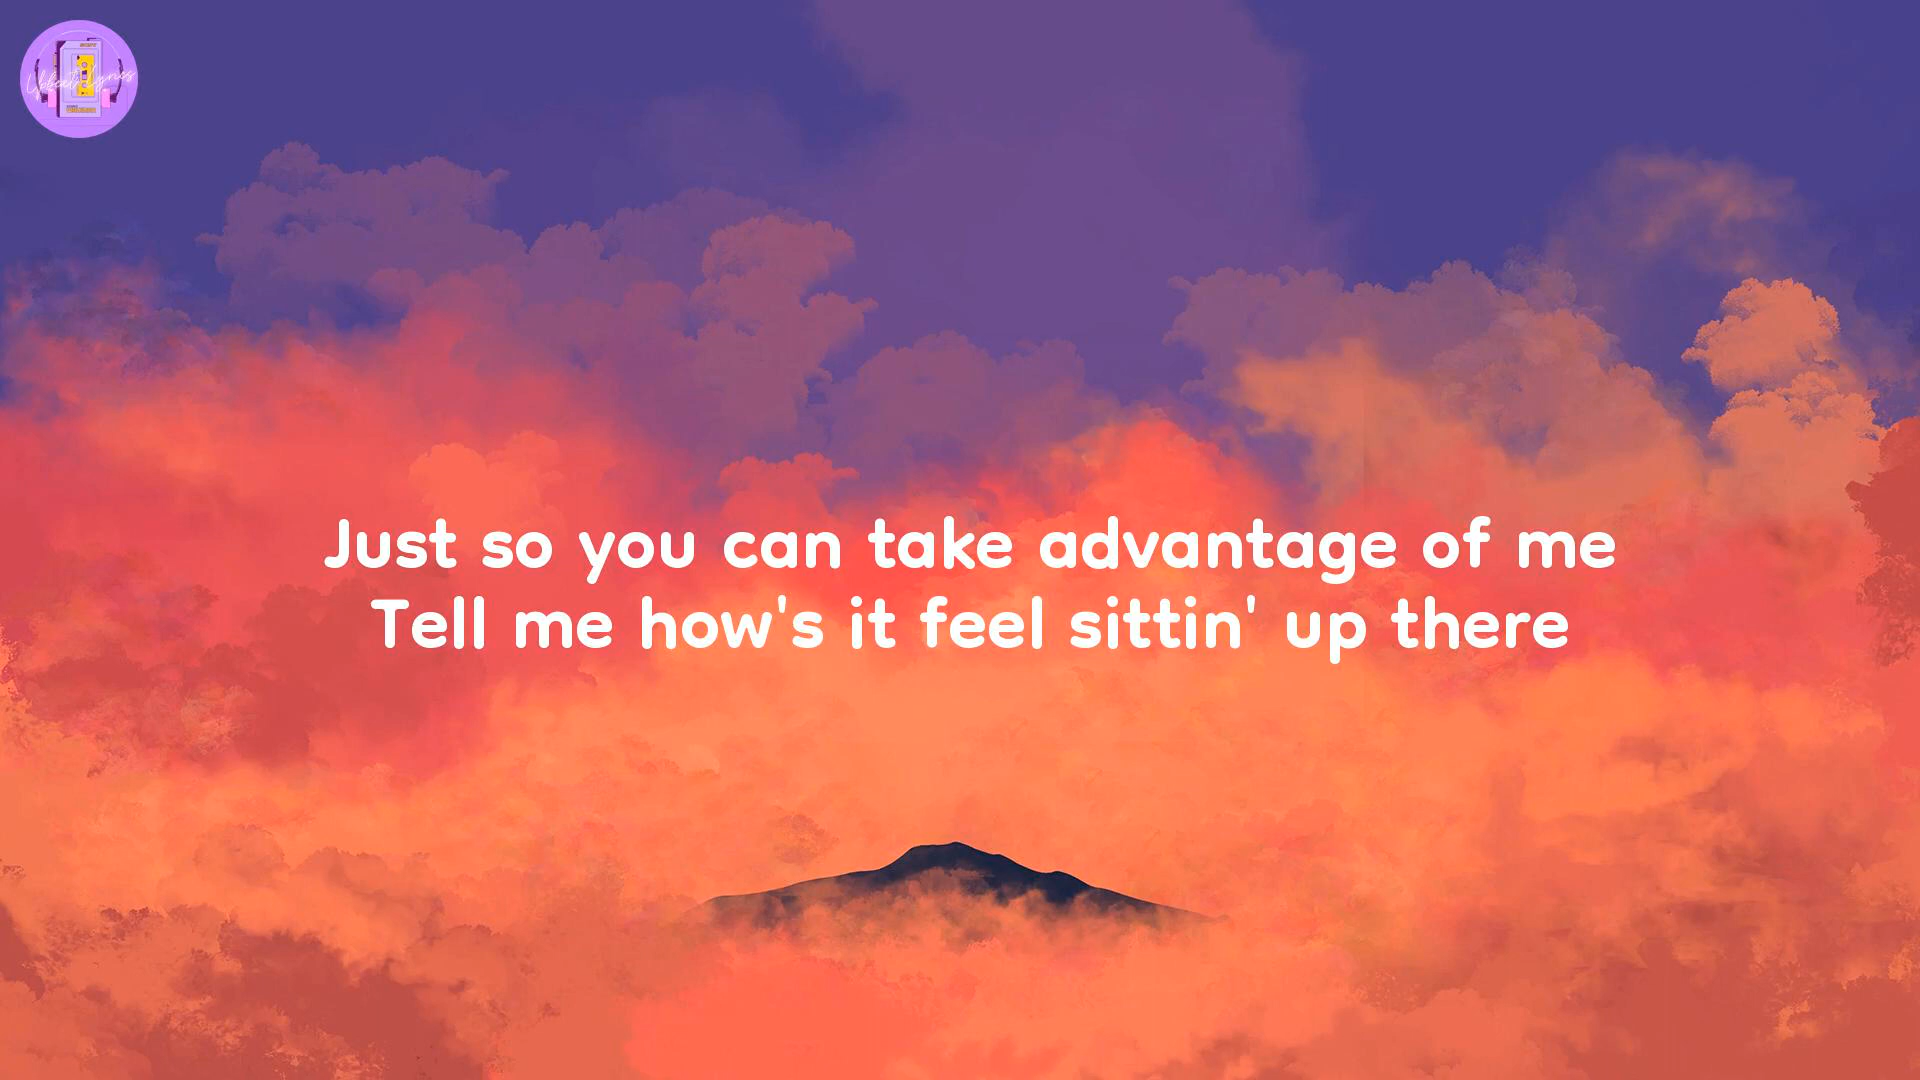 Just so you can take advantage of me
Tell me how's it feel sittin' up there